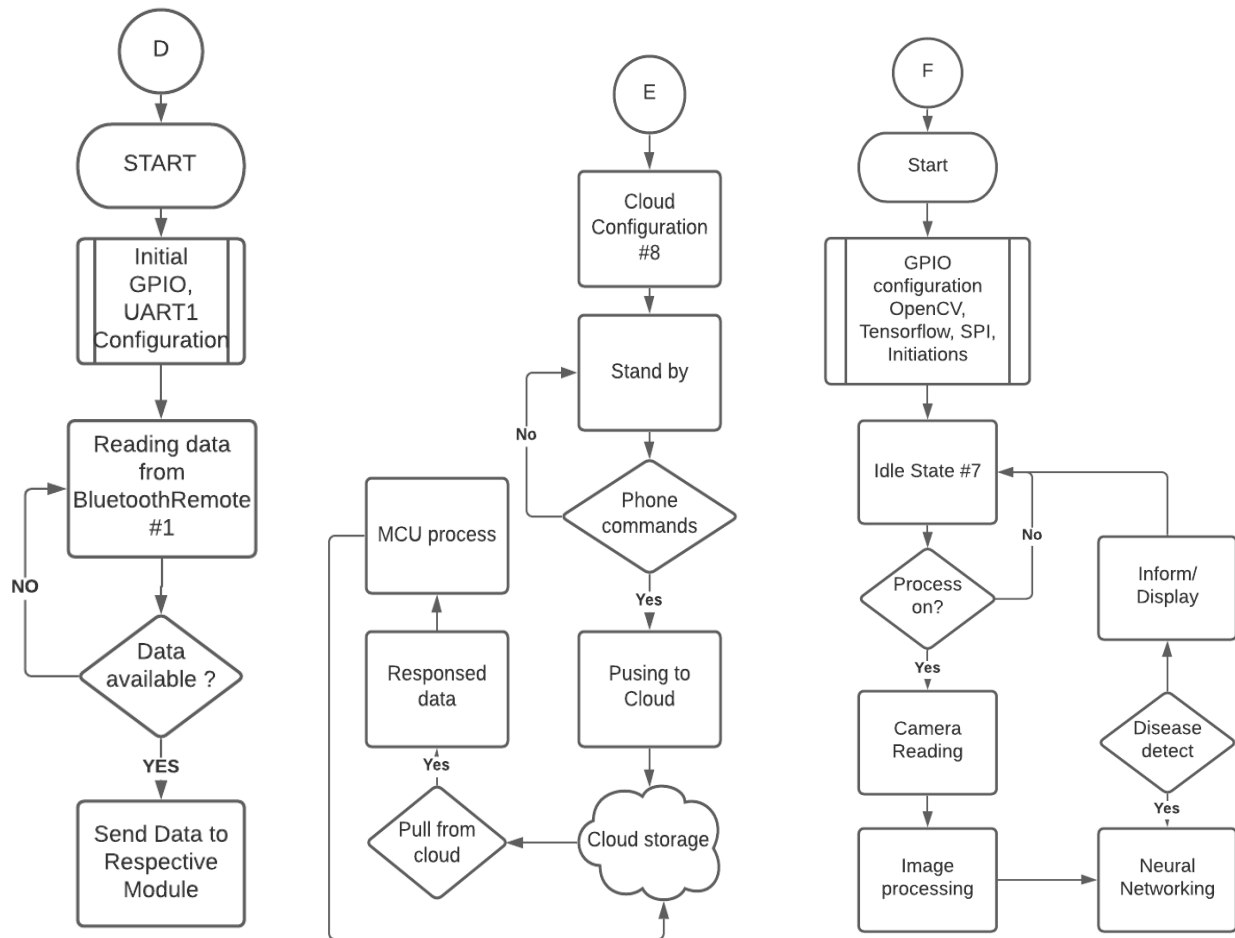 D
START
Initial
GPIO,
UART1
Configuration
Reading data
from
BluetoothRemote
#1
NO
Data
available ?
YES
Send Data to
Respective
Module
E
Cloud
Configuration
#8
Stand by
No
Phone
commands
Yes
Pusing to
Cloud
Cloud storage
Pull from
cloud
Yes
Responsed
data
MCU process
F
Start
GPIO
configuration
OpenCV,
Tensorflow, SPI,
Initiations
Idle State #7
No
Process
on?
Yes
Camera
Reading
Image
processing
Neural
Networking
Yes
Disease
detect
Inform/
Display